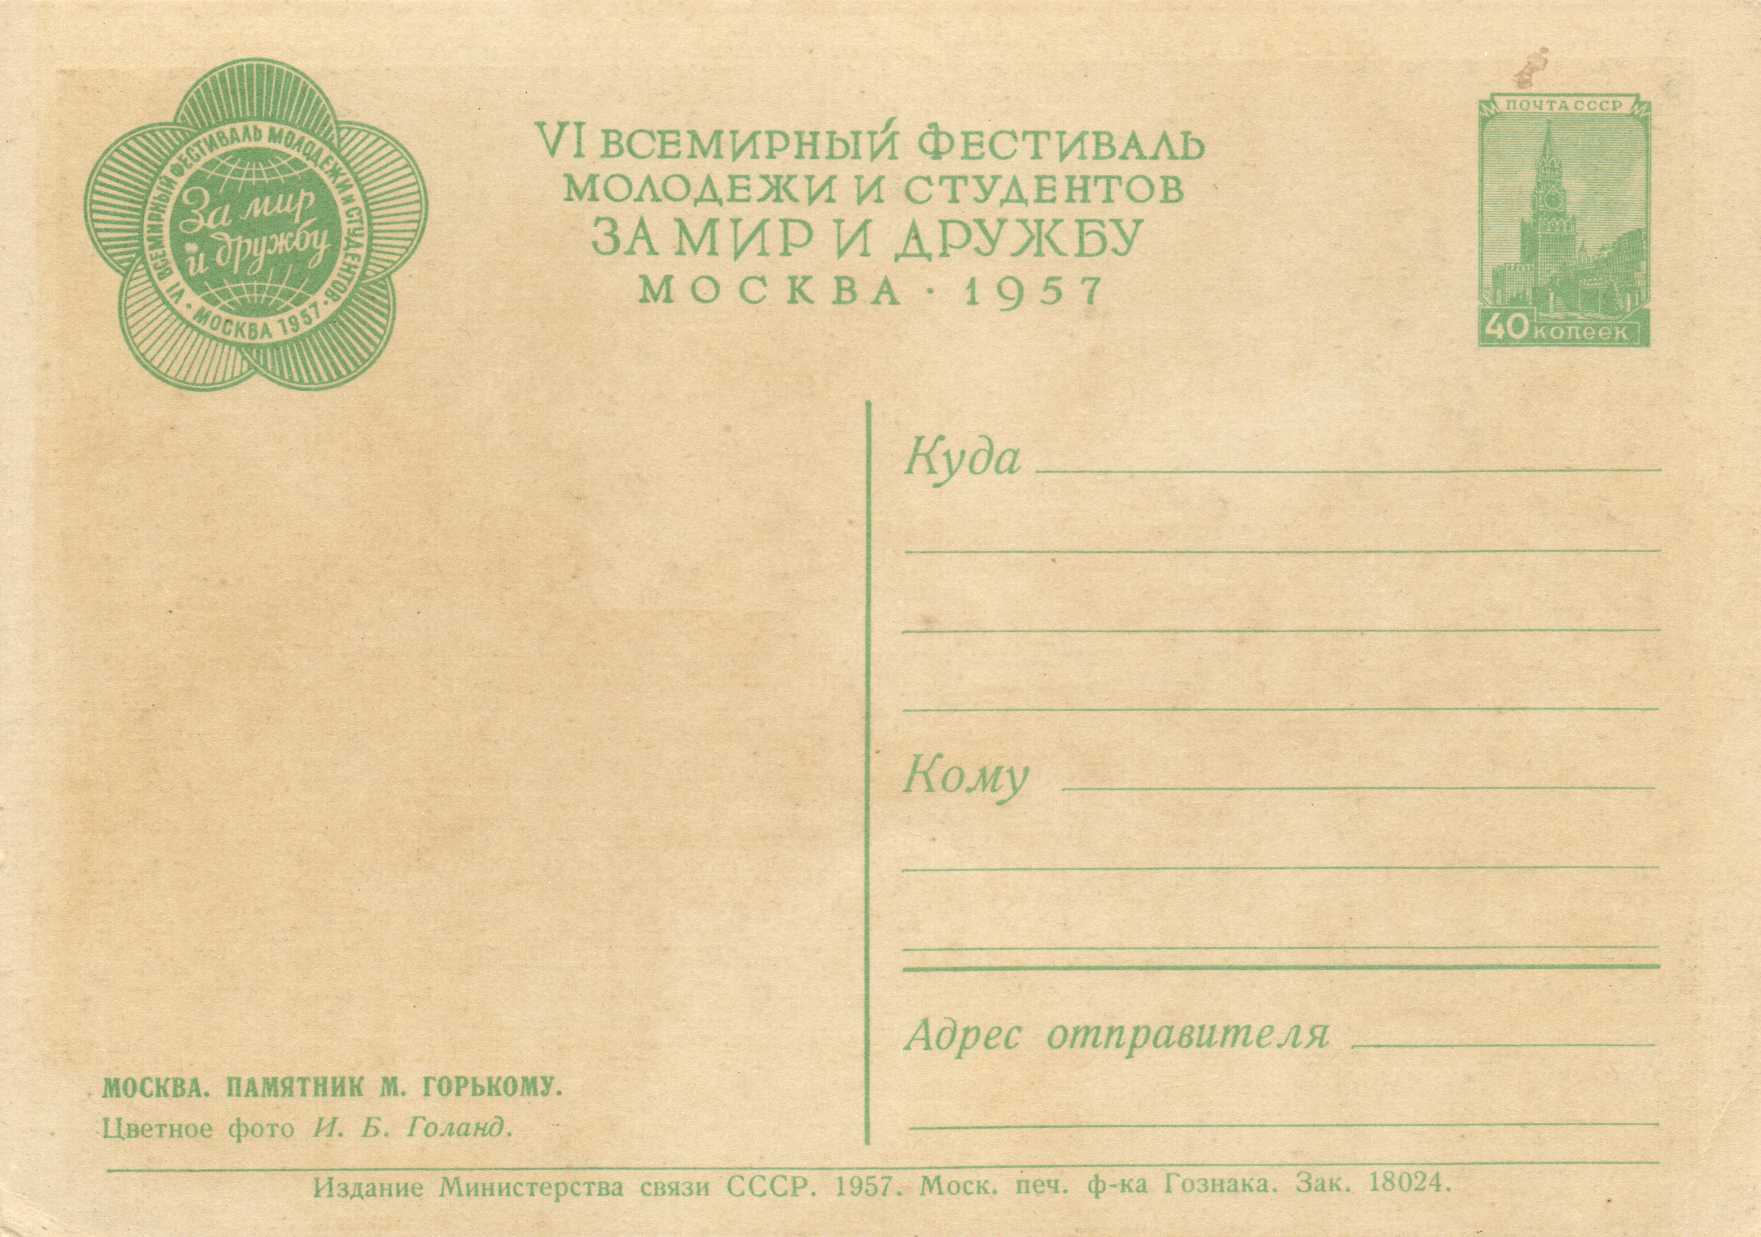 VI ВСЕМИРНЫЙ ФЕСТИВАЛЬ МОЛОДЕЖИ И СТУДЕНТОВ
· МОСКВА 1957 ·
За мир
и дружбу
VI ВСЕМИРНЫЙ ФЕСТИВАЛЬ
МОЛОДЕЖИ И СТУДЕНТОВ
ЗА МИР И ДРУЖБУ
МОСКВА · 1957
ПОЧТА СССР
40 копеек
Куда
Кому
Адрес отправителя
МОСКВА. ПАМЯТНИК М. ГОРЬКОМУ.
Цветное фото И. Б. Голанд.
Издание Министерства связи СССР. 1957. Моск. печ. ф-ка Гознака. Зак. 18024.